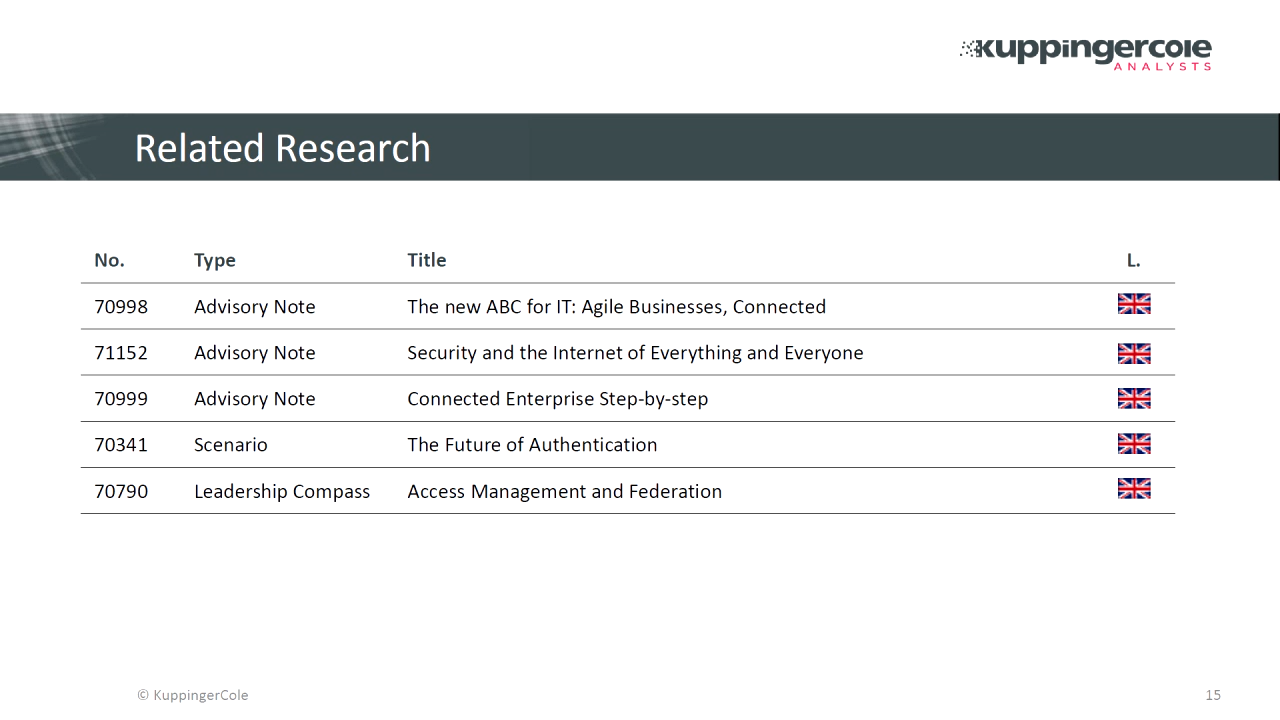 kuppingercole
ANALYSTS
Related Research
No. Type Title L.
70998 Advisory Note The new ABC for IT: Agile Businesses, Connected
71152 Advisory Note Security and the Internet of Everything and Everyone
70999 Advisory Note Connected Enterprise Step-by-step
70341 Scenario The Future of Authentication
70790 Leadership Compass Access Management and Federation
© KuppingerCole 15